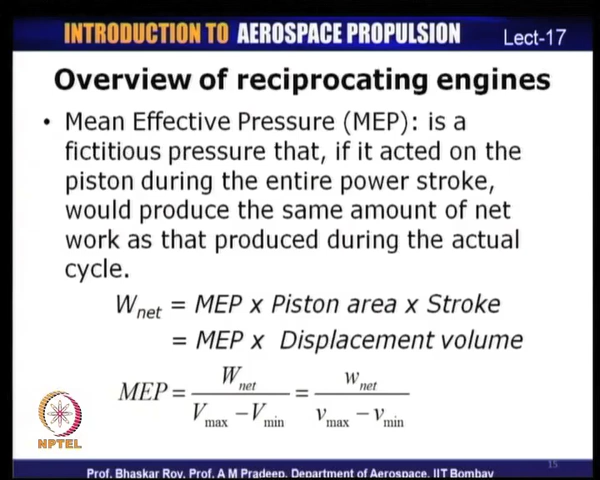 INTRODUCTION TO AEROSPACE PROPULSION Lect-17
Overview of reciprocating engines
• Mean Effective Pressure (MEP): is a
fictitious pressure that, if it acted on the
piston during the entire power stroke,
would produce the same amount of net
work as that produced during the actual
cycle.
W_net = MEP x Piston area x Stroke
= MEP x Displacement volume
MEP = W_net / (V_max − V_min) = w_net / (v_max − v_min)
NPTEL
15
Prof. Bhaskar Roy, Prof. A M Pradeep, Department of Aerospace, IIT Bombay